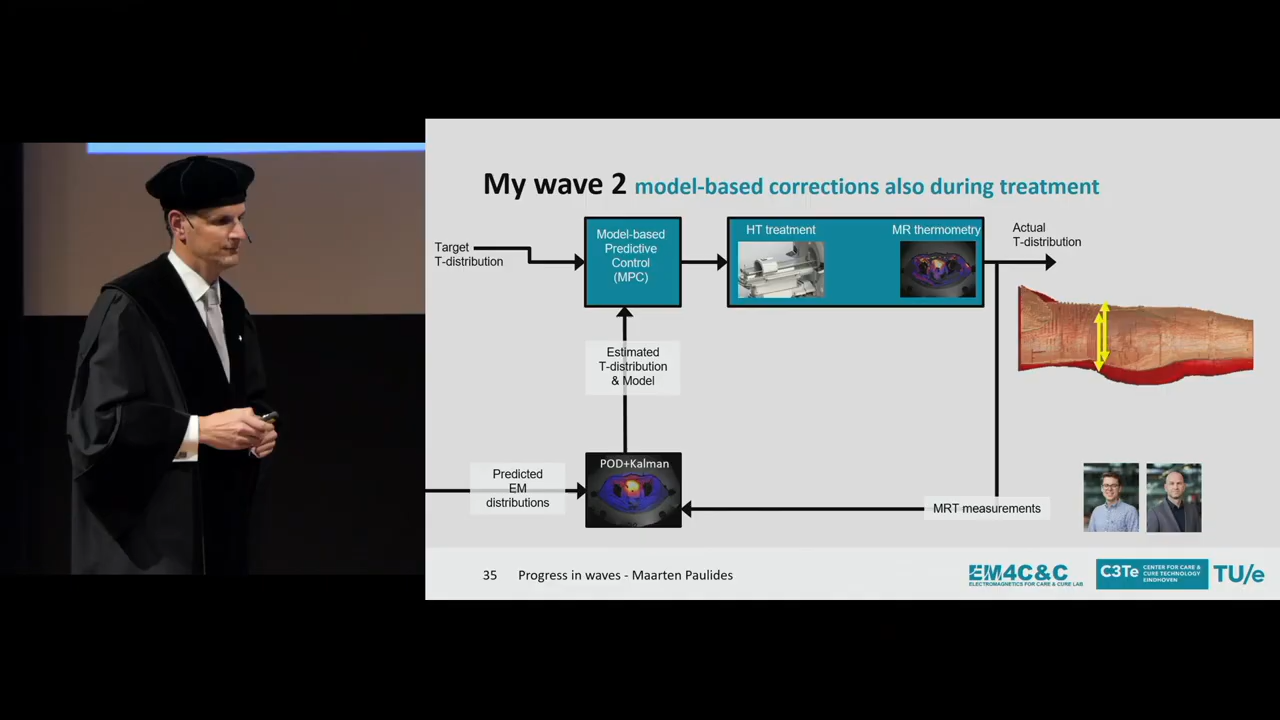 My wave 2 model-based corrections also during treatment
Target
T-distribution
Model-based
Predictive
Control
(MPC)
HT treatment
MR thermometry
Actual
T-distribution
Estimated
T-distribution
& Model
Predicted
EM
distributions
POD+Kalman
MRT measurements
35 Progress in waves - Maarten Paulides
EM4C&C
ELECTROMAGNETICS FOR CARE & CURE LAB
C3Te
CENTER FOR CARE &
CURE TECHNOLOGY
EINDHOVEN
TU/e